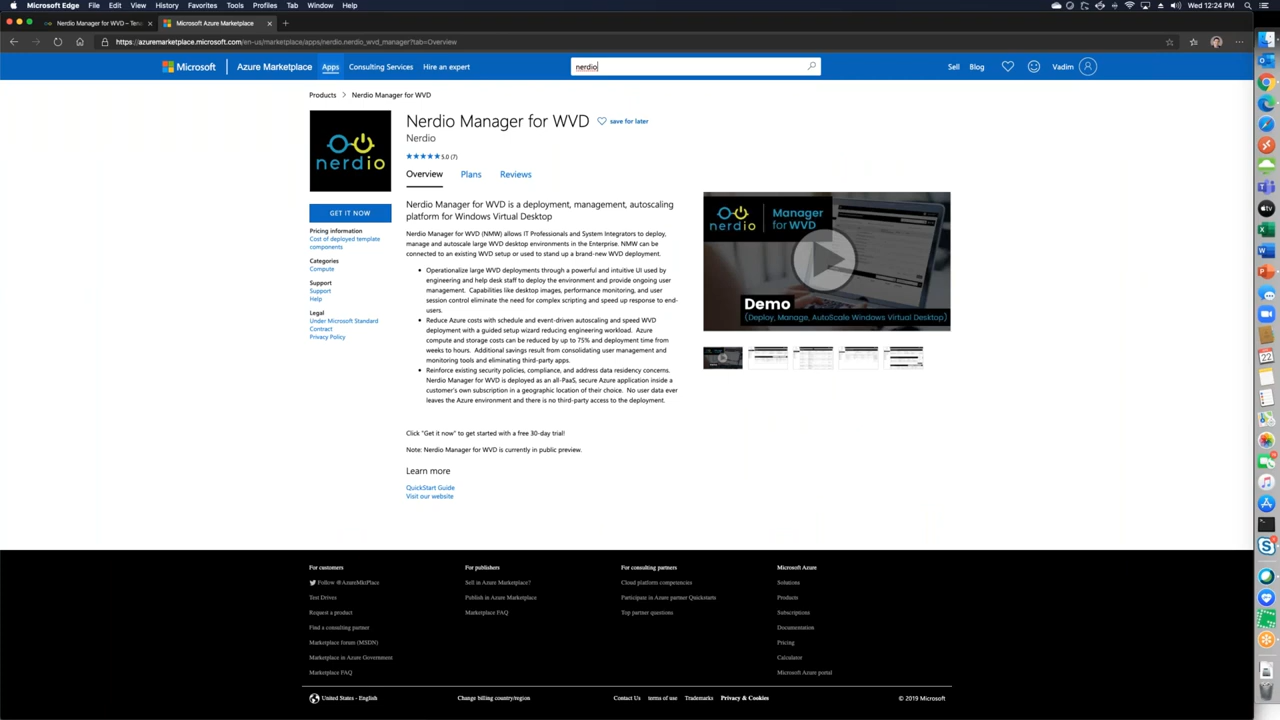 Microsoft Edge File Edit View History Favorites Tools Profiles Tab Window Help Wed 12:24 PM
Nerdio Manager for WVD – Tena
Microsoft Azure Marketplace
https://azuremarketplace.microsoft.com/en-us/marketplace/apps/nerdio.nerdio_wvd_manager?tab=Overview
Microsoft Azure Marketplace Apps Consulting Services Hire an expert nerdio Sell Blog Vadim
Products > Nerdio Manager for WVD
nerdio
Nerdio Manager for WVD save for later
Nerdio
5.0 (7)
Overview Plans Reviews
GET IT NOW
Pricing information
Cost of deployed template
components
Categories
Compute
Support
Support
Help
Legal
Under Microsoft Standard
Contract
Privacy Policy
Nerdio Manager for WVD is a deployment, management, autoscaling
platform for Windows Virtual Desktop
Nerdio Manager for WVD (NMW) allows IT Professionals and System Integrators to deploy,
manage and autoscale large WVD desktop environments in the Enterprise. NMW can be
connected to an existing WVD setup or used to stand up a brand-new WVD deployment.
• Operationalize large WVD deployments through a powerful and intuitive UI used by
engineering and help desk staff to deploy the environment and provide ongoing user
management. Capabilities like desktop images, performance monitoring, and user
session control eliminate the need for complex scripting and speed up response to end-
users.
• Reduce Azure costs with schedule and event-driven autoscaling and speed WVD
deployment with a guided setup wizard reducing engineering workload. Azure
compute and storage costs can be reduced by up to 75% and deployment time from
weeks to hours. Additional savings result from consolidating user management and
monitoring tools and eliminating third-party apps.
• Reinforce existing security policies, compliance, and address data residency concerns.
Nerdio Manager for WVD is deployed as an all-PaaS, secure Azure application inside a
customer's own subscription in a geographic location of their choice. No user data ever
leaves the Azure environment and there is no third-party access to the deployment.
Click "Get it now" to get started with a free 30-day trial!
Note: Nerdio Manager for WVD is currently in public preview.
Learn more
QuickStart Guide
Visit our website
nerdio
Manager
for WVD
Demo
(Deploy, Manage, AutoScale Windows Virtual Desktop)
For customers
Follow @AzureMktPlace
Test Drives
Request a product
Find a consulting partner
Marketplace forum (MSDN)
Marketplace in Azure Government
Marketplace FAQ
For publishers
Sell in Azure Marketplace?
Publish in Azure Marketplace
Marketplace FAQ
For consulting partners
Cloud platform competencies
Participate in Azure partner Quickstarts
Top partner questions
Microsoft Azure
Solutions
Products
Subscriptions
Documentation
Pricing
Calculator
Microsoft Azure portal
United States - English Change billing country/region Contact Us terms of use Trademarks Privacy & Cookies © 2019 Microsoft
22